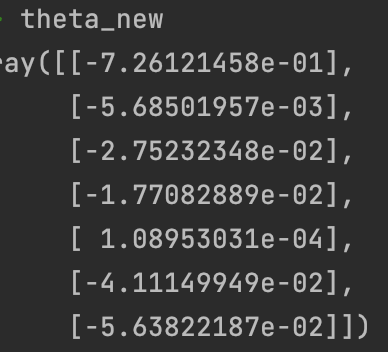 theta_new
ray([[-7.26121458e-01],
[-5.68501957e-03],
[-2.75232348e-02],
[-1.77082889e-02],
[ 1.08953031e-04],
[-4.11149949e-02],
[-5.63822187e-02]])